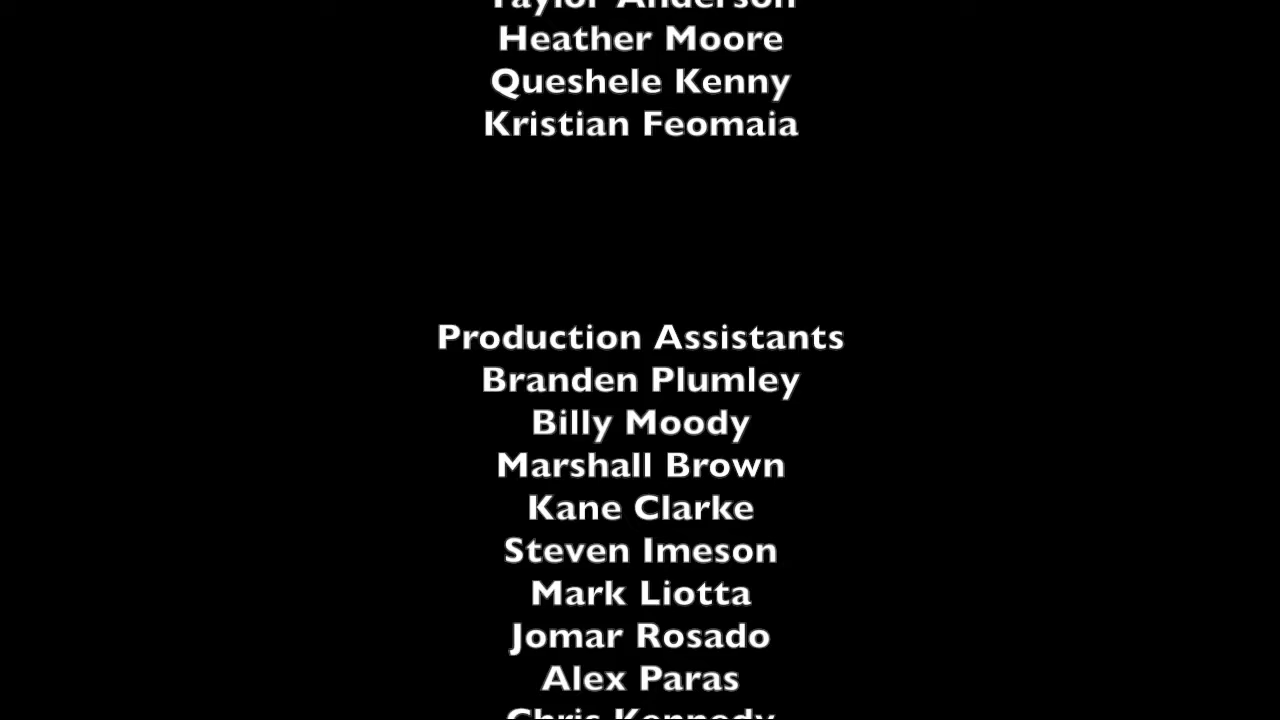 Taylor Anderson
Heather Moore
Queshele Kenny
Kristian Feomaia
Production Assistants
Branden Plumley
Billy Moody
Marshall Brown
Kane Clarke
Steven Imeson
Mark Liotta
Jomar Rosado
Alex Paras
Chris Kennedy